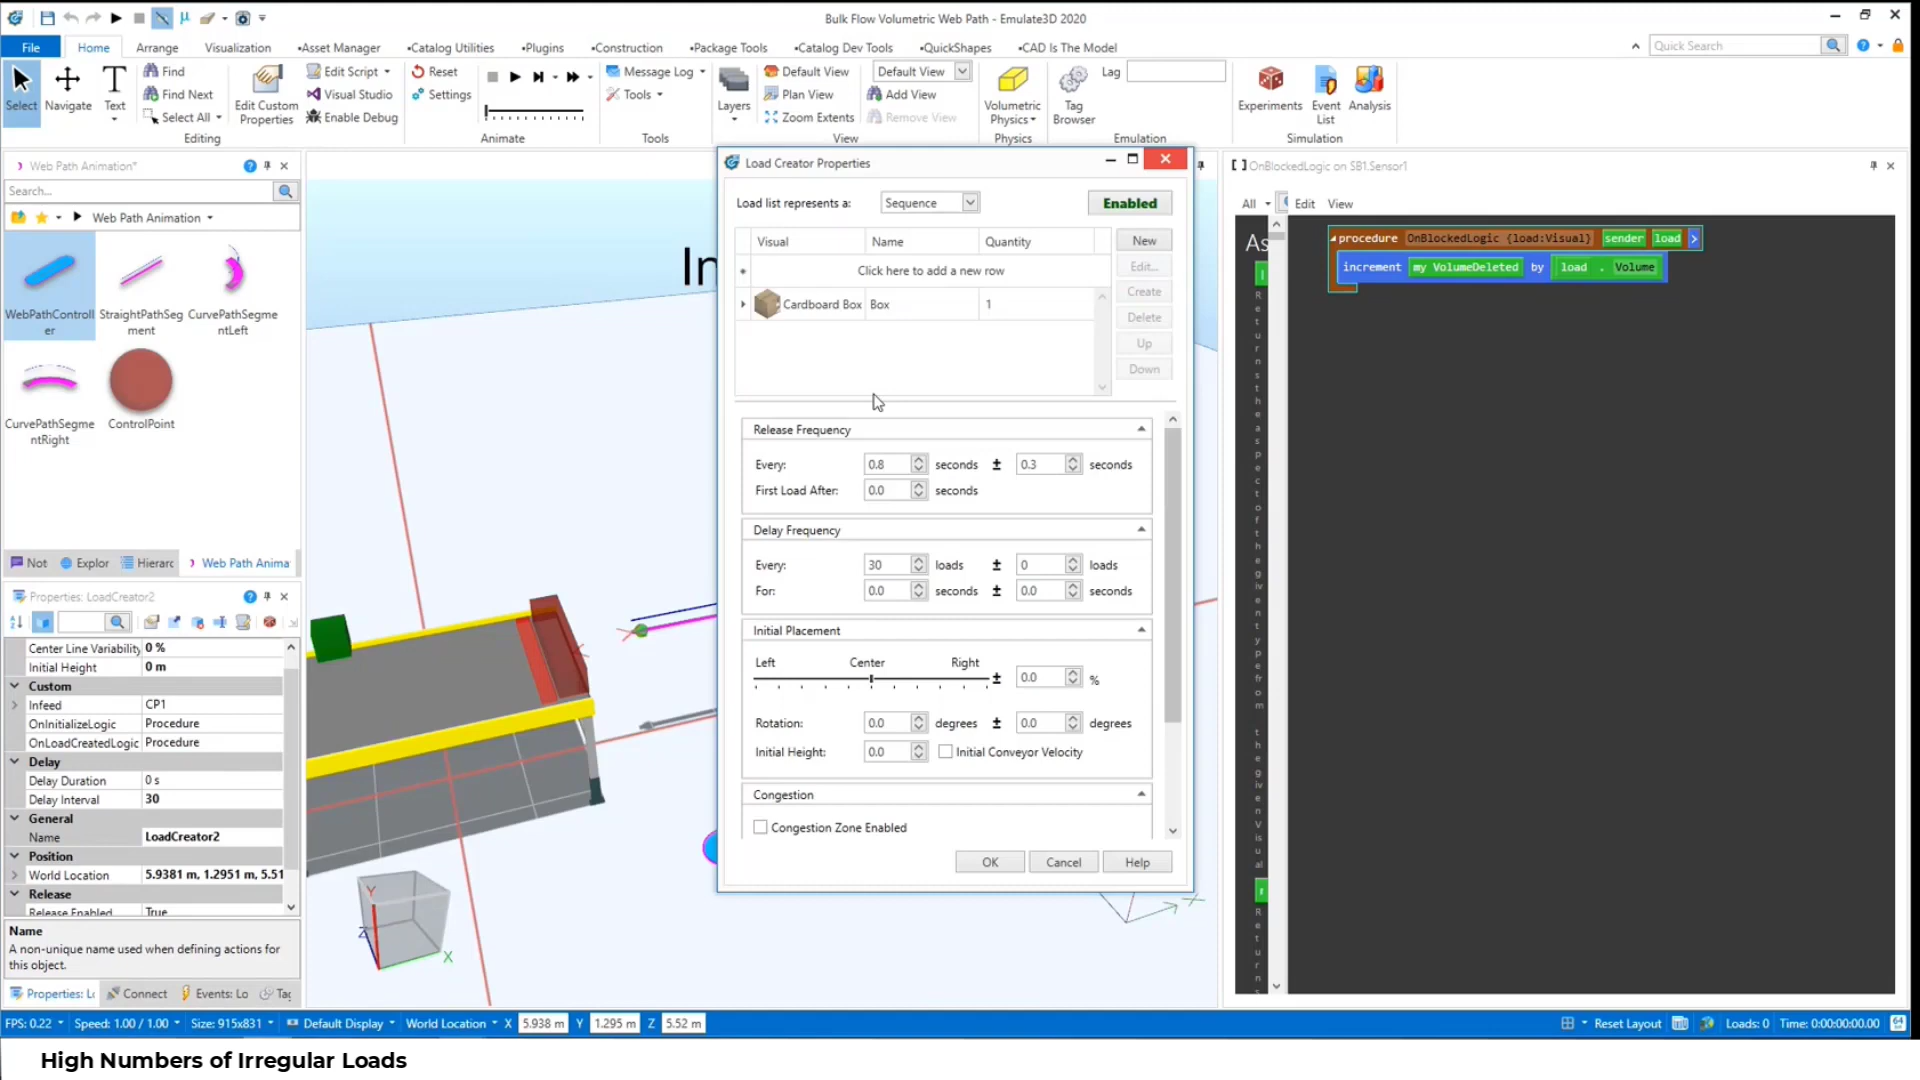 Bulk Flow Volumetric Web Path - Emulate3D 2020
File
Home
Arrange
Visualization
•Asset Manager
•Catalog Utilities
•Plugins
•Construction
•Package Tools
•Catalog Dev Tools
•QuickShapes
•CAD Is The Model
Quick Search
Select
Navigate
Text
Find
Find Next
Select All
Editing
Edit Custom Properties
Edit Script
Visual Studio
Enable Debug
Reset
Settings
Animate
Message Log
Tools
Tools
Layers
Default View
Plan View
Zoom Extents
Default View
Add View
Remove View
View
Volumetric Physics
Physics
Tag Browser
Lag
Emulation
Experiments
Event List
Analysis
Simulation
Web Path Animation*
Search...
Web Path Animation
WebPathControll
er
StraightPathSeg
ment
CurvePathSegme
ntLeft
CurvePathSegme
ntRight
ControlPoint
Not
Explor
Hierarc
Web Path Anima
Properties: LoadCreator2
Center Line Variability 0 %
Initial Height 0 m
Custom
Infeed CP1
OnInitializeLogic Procedure
OnLoadCreatedLogic Procedure
Delay
Delay Duration 0 s
Delay Interval 30
General
Name LoadCreator2
Position
World Location 5.9381 m, 1.2951 m, 5.51
Release
Release Enabled True
Name
A non-unique name used when defining actions for
this object.
Properties: Lo
Connect
Events: Lo
Tag
In
Y
Z
X
Load Creator Properties
Load list represents a: Sequence
Enabled
Visual Name Quantity
Click here to add a new row
Cardboard Box Box 1
New
Edit...
Create
Delete
Up
Down
Release Frequency
Every: 0.8 seconds ± 0.3 seconds
First Load After: 0.0 seconds
Delay Frequency
Every: 30 loads ± 0 loads
For: 0.0 seconds ± 0.0 seconds
Initial Placement
Left Center Right
± 0.0 %
Rotation: 0.0 degrees ± 0.0 degrees
Initial Height: 0.0 Initial Conveyor Velocity
Congestion
Congestion Zone Enabled
OK
Cancel
Help
[ ] OnBlockedLogic on SB1.Sensor1
All
Edit
View
As
procedure OnBlockedLogic {load:Visual} sender load
increment my VolumeDeleted by load . Volume
FPS: 0.22
Speed: 1.00 / 1.00
Size: 915x831
Default Display
World Location
X 5.938 m
Y 1.295 m
Z 5.52 m
Reset Layout
Loads: 0
Time: 0:00:00:00.00
64
High Numbers of Irregular Loads